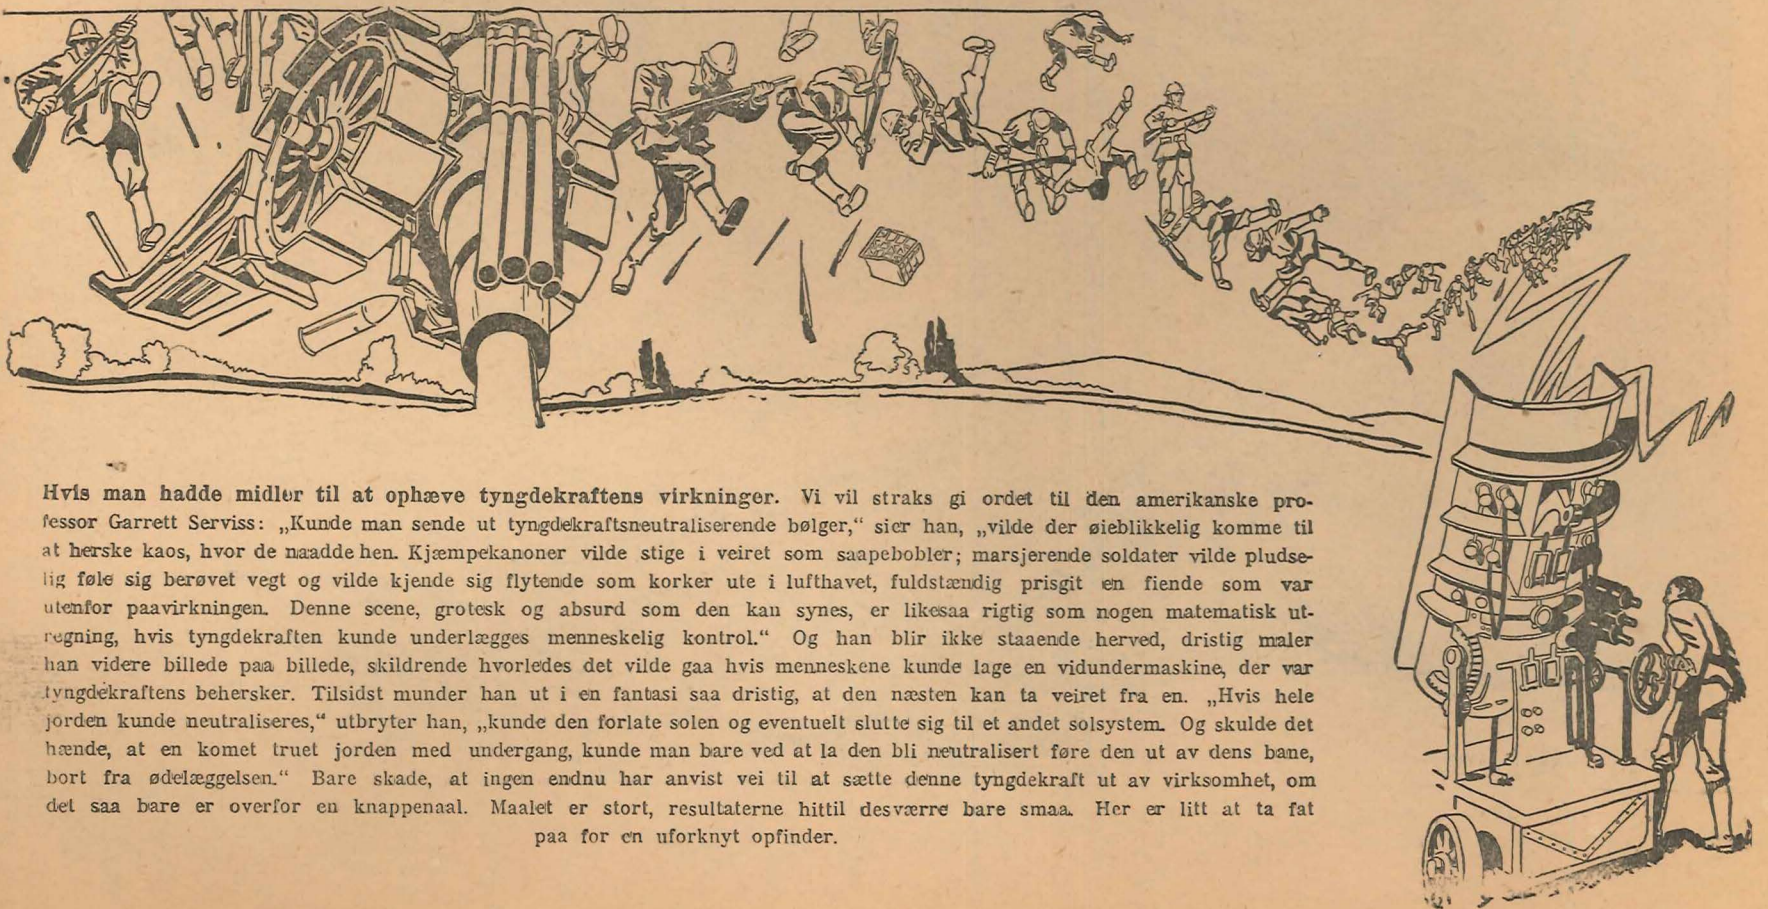 Hvis man hadde midler til at ophæve tyngdekraftens virkninger. Vi vil straks gi ordet til den amerikanske pro-
fessor Garrett Serviss: „Kunde man sende ut tyngdekraftsneutraliserende bølger,“ sier han, „vilde der øieblikkelig komme til
at herske kaos, hvor de naadde hen. Kjæmpekanoner vilde stige i veiret som saapebobler; marsjerende soldater vilde pludse-
lig føle sig berøvet vegt og vilde kjende sig flytende som korker ute i lufthavet, fuldstændig prisgit en fiende som var
utenfor paavirkningen. Denne scene, grotesk og absurd som den kan synes, er likesaa rigtig som nogen matematisk ut-
regning, hvis tyngdekraften kunde underlægges menneskelig kontrol.“ Og han blir ikke staaende herved, dristig maler
han videre billede paa billede, skildrende hvorledes det vilde gaa hvis menneskene kunde lage en vidundermaskine, der var
tyngdekraftens behersker. Tilsidst munder han ut i en fantasi saa dristig, at den næsten kan ta veiret fra en. „Hvis hele
jorden kunde neutraliseres,“ utbryter han, „kunde den forlate solen og eventuelt slutte sig til et andet solsystem. Og skulde det
hænde, at en komet truet jorden med undergang, kunde man bare ved at la den bli neutralisert føre den ut av dens bane,
bort fra ødelæggelsen.“ Bare skade, at ingen endnu har anvist vei til at sætte denne tyngdekraft ut av virksomhet, om
det saa bare er overfor en knappenaal. Maalet er stort, resultaterne hittil desværre bare smaa. Her er litt at ta fat
paa for en uforknyt opfinder.